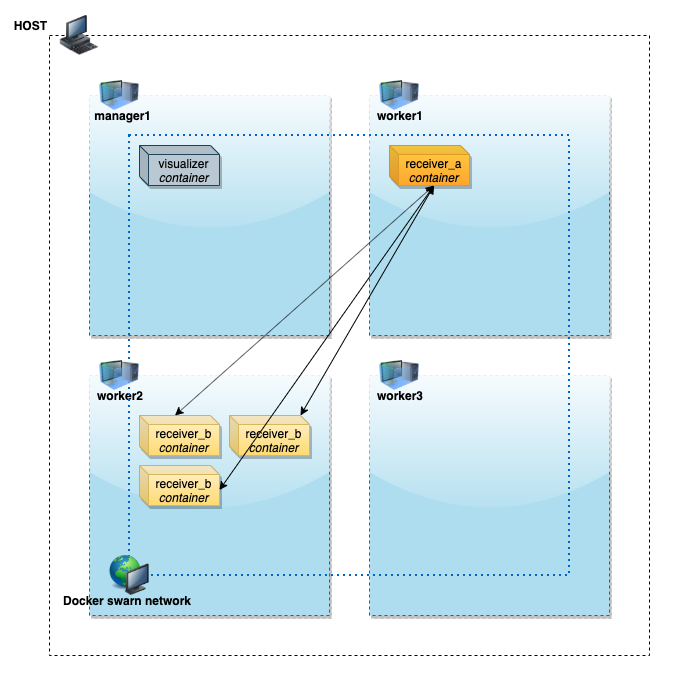 HOST
manager1
worker1
visualizer
container
receiver_a
container
worker2
worker3
receiver_b
container
receiver_b
container
receiver_b
container
Docker swarn network